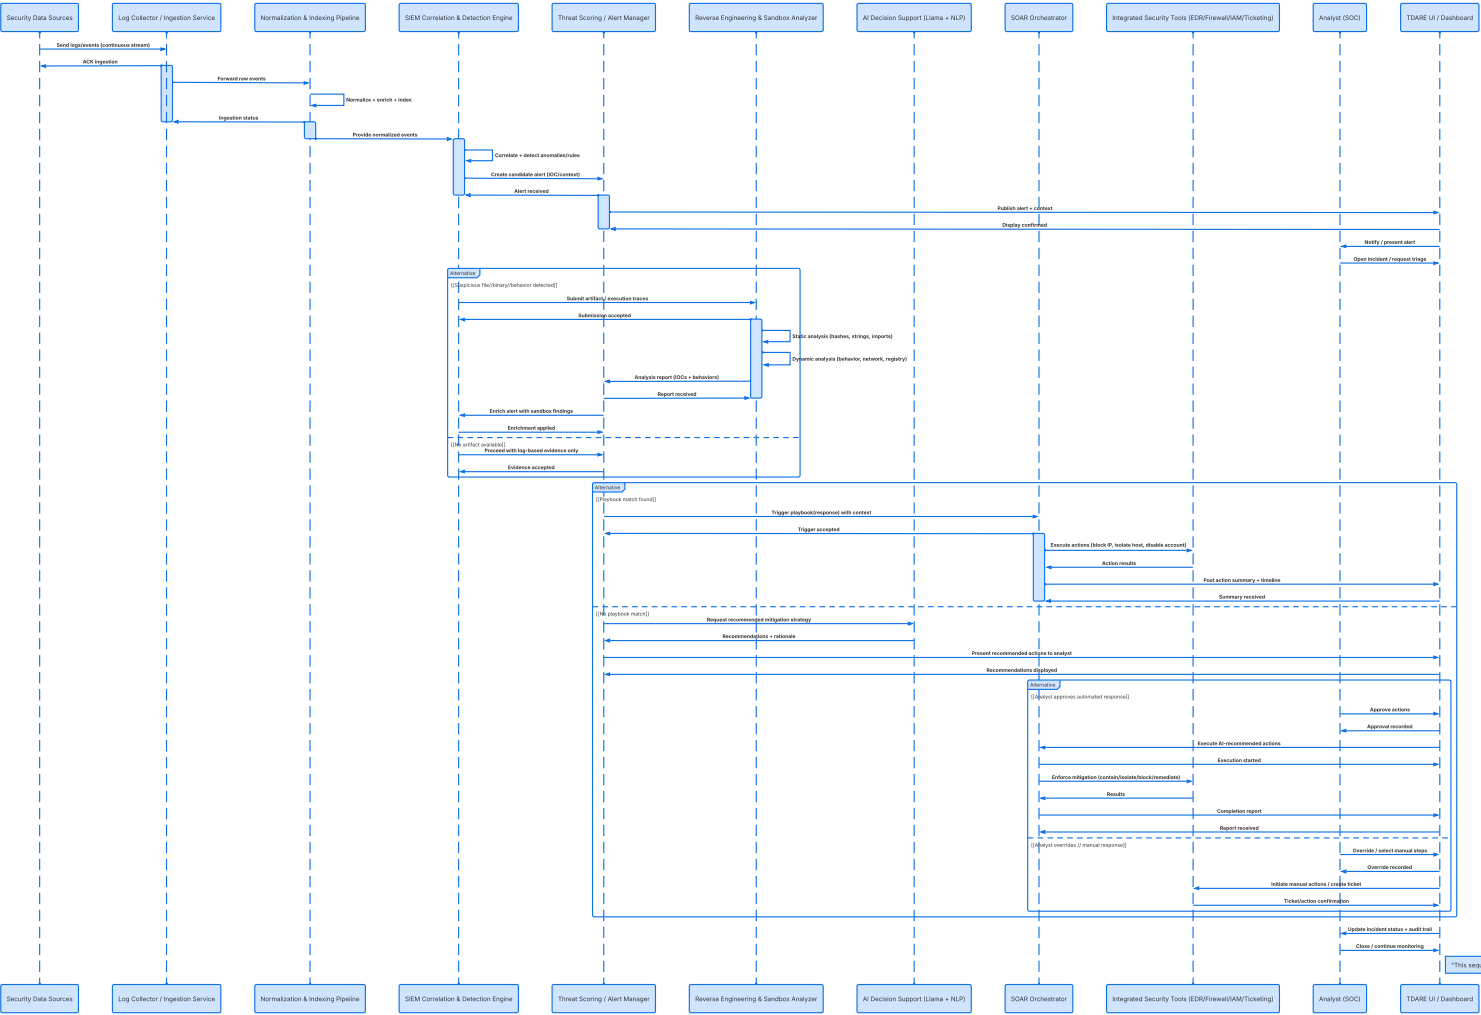 Security Data Sources
Log Collector / Ingestion Service
Normalization & Indexing Pipeline
SIEM Correlation & Detection Engine
Threat Scoring / Alert Manager
Reverse Engineering & Sandbox Analyzer
AI Decision Support (Llama + NLP)
SOAR Orchestrator
Integrated Security Tools (EDR/Firewall/IAM/Ticketing)
Analyst (SOC)
TDARE UI / Dashboard
Send logs/events (continuous stream)
ACK ingestion
Forward raw events
Normalize + enrich + index
Ingestion status
Provide normalized events
Correlate + detect anomalies/rules
Create candidate alert (IOC/context)
Alert received
Publish alert + context
Display confirmed
Notify / present alert
Open incident / request triage
Alternative
[[Suspicious file//binary//behavior detected]]
Submit artifact / execution traces
Submission accepted
Static analysis (hashes, strings, imports)
Dynamic analysis (behavior, network, registry)
Analysis report (IOCs + behaviors)
Report received
Enrich alert with sandbox findings
Enrichment applied
[[No artifact available]]
Proceed with log-based evidence only
Evidence accepted
Alternative
[[Playbook match found]]
Trigger playbook(response) with context
Trigger accepted
Execute actions (block IP, isolate host, disable account)
Action results
Post action summary + timeline
Summary received
[[No playbook match]]
Request recommended mitigation strategy
Recommendations + rationale
Present recommended actions to analyst
Recommendations displayed
Alternative
[[Analyst approves automated response]]
Approve actions
Approval recorded
Execute AI-recommended actions
Execution started
Enforce mitigation (contain/isolate/block/remediate)
Results
Completion report
Report received
[[Analyst overrides // manual response]]
Override / select manual steps
Override recorded
Initiate manual actions / create ticket
Ticket/action confirmation
Update incident status + audit trail
Close / continue monitoring
"This sequ
Security Data Sources
Log Collector / Ingestion Service
Normalization & Indexing Pipeline
SIEM Correlation & Detection Engine
Threat Scoring / Alert Manager
Reverse Engineering & Sandbox Analyzer
AI Decision Support (Llama + NLP)
SOAR Orchestrator
Integrated Security Tools (EDR/Firewall/IAM/Ticketing)
Analyst (SOC)
TDARE UI / Dashboard